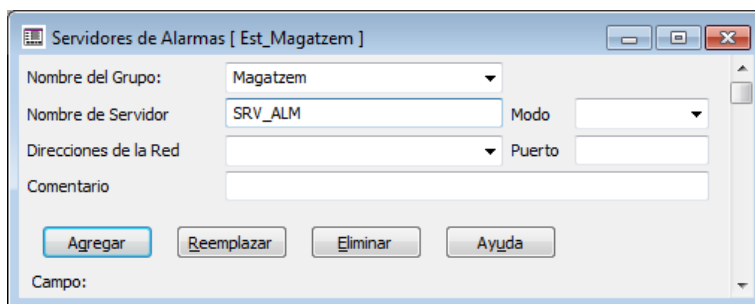 Servidores de Alarmas [ Est_Magatzem ]
Nombre del Grupo: Magatzem
Nombre de Servidor SRV_ALM Modo
Direcciones de la Red Puerto
Comentario
Agregar Reemplazar Eliminar Ayuda
Campo: